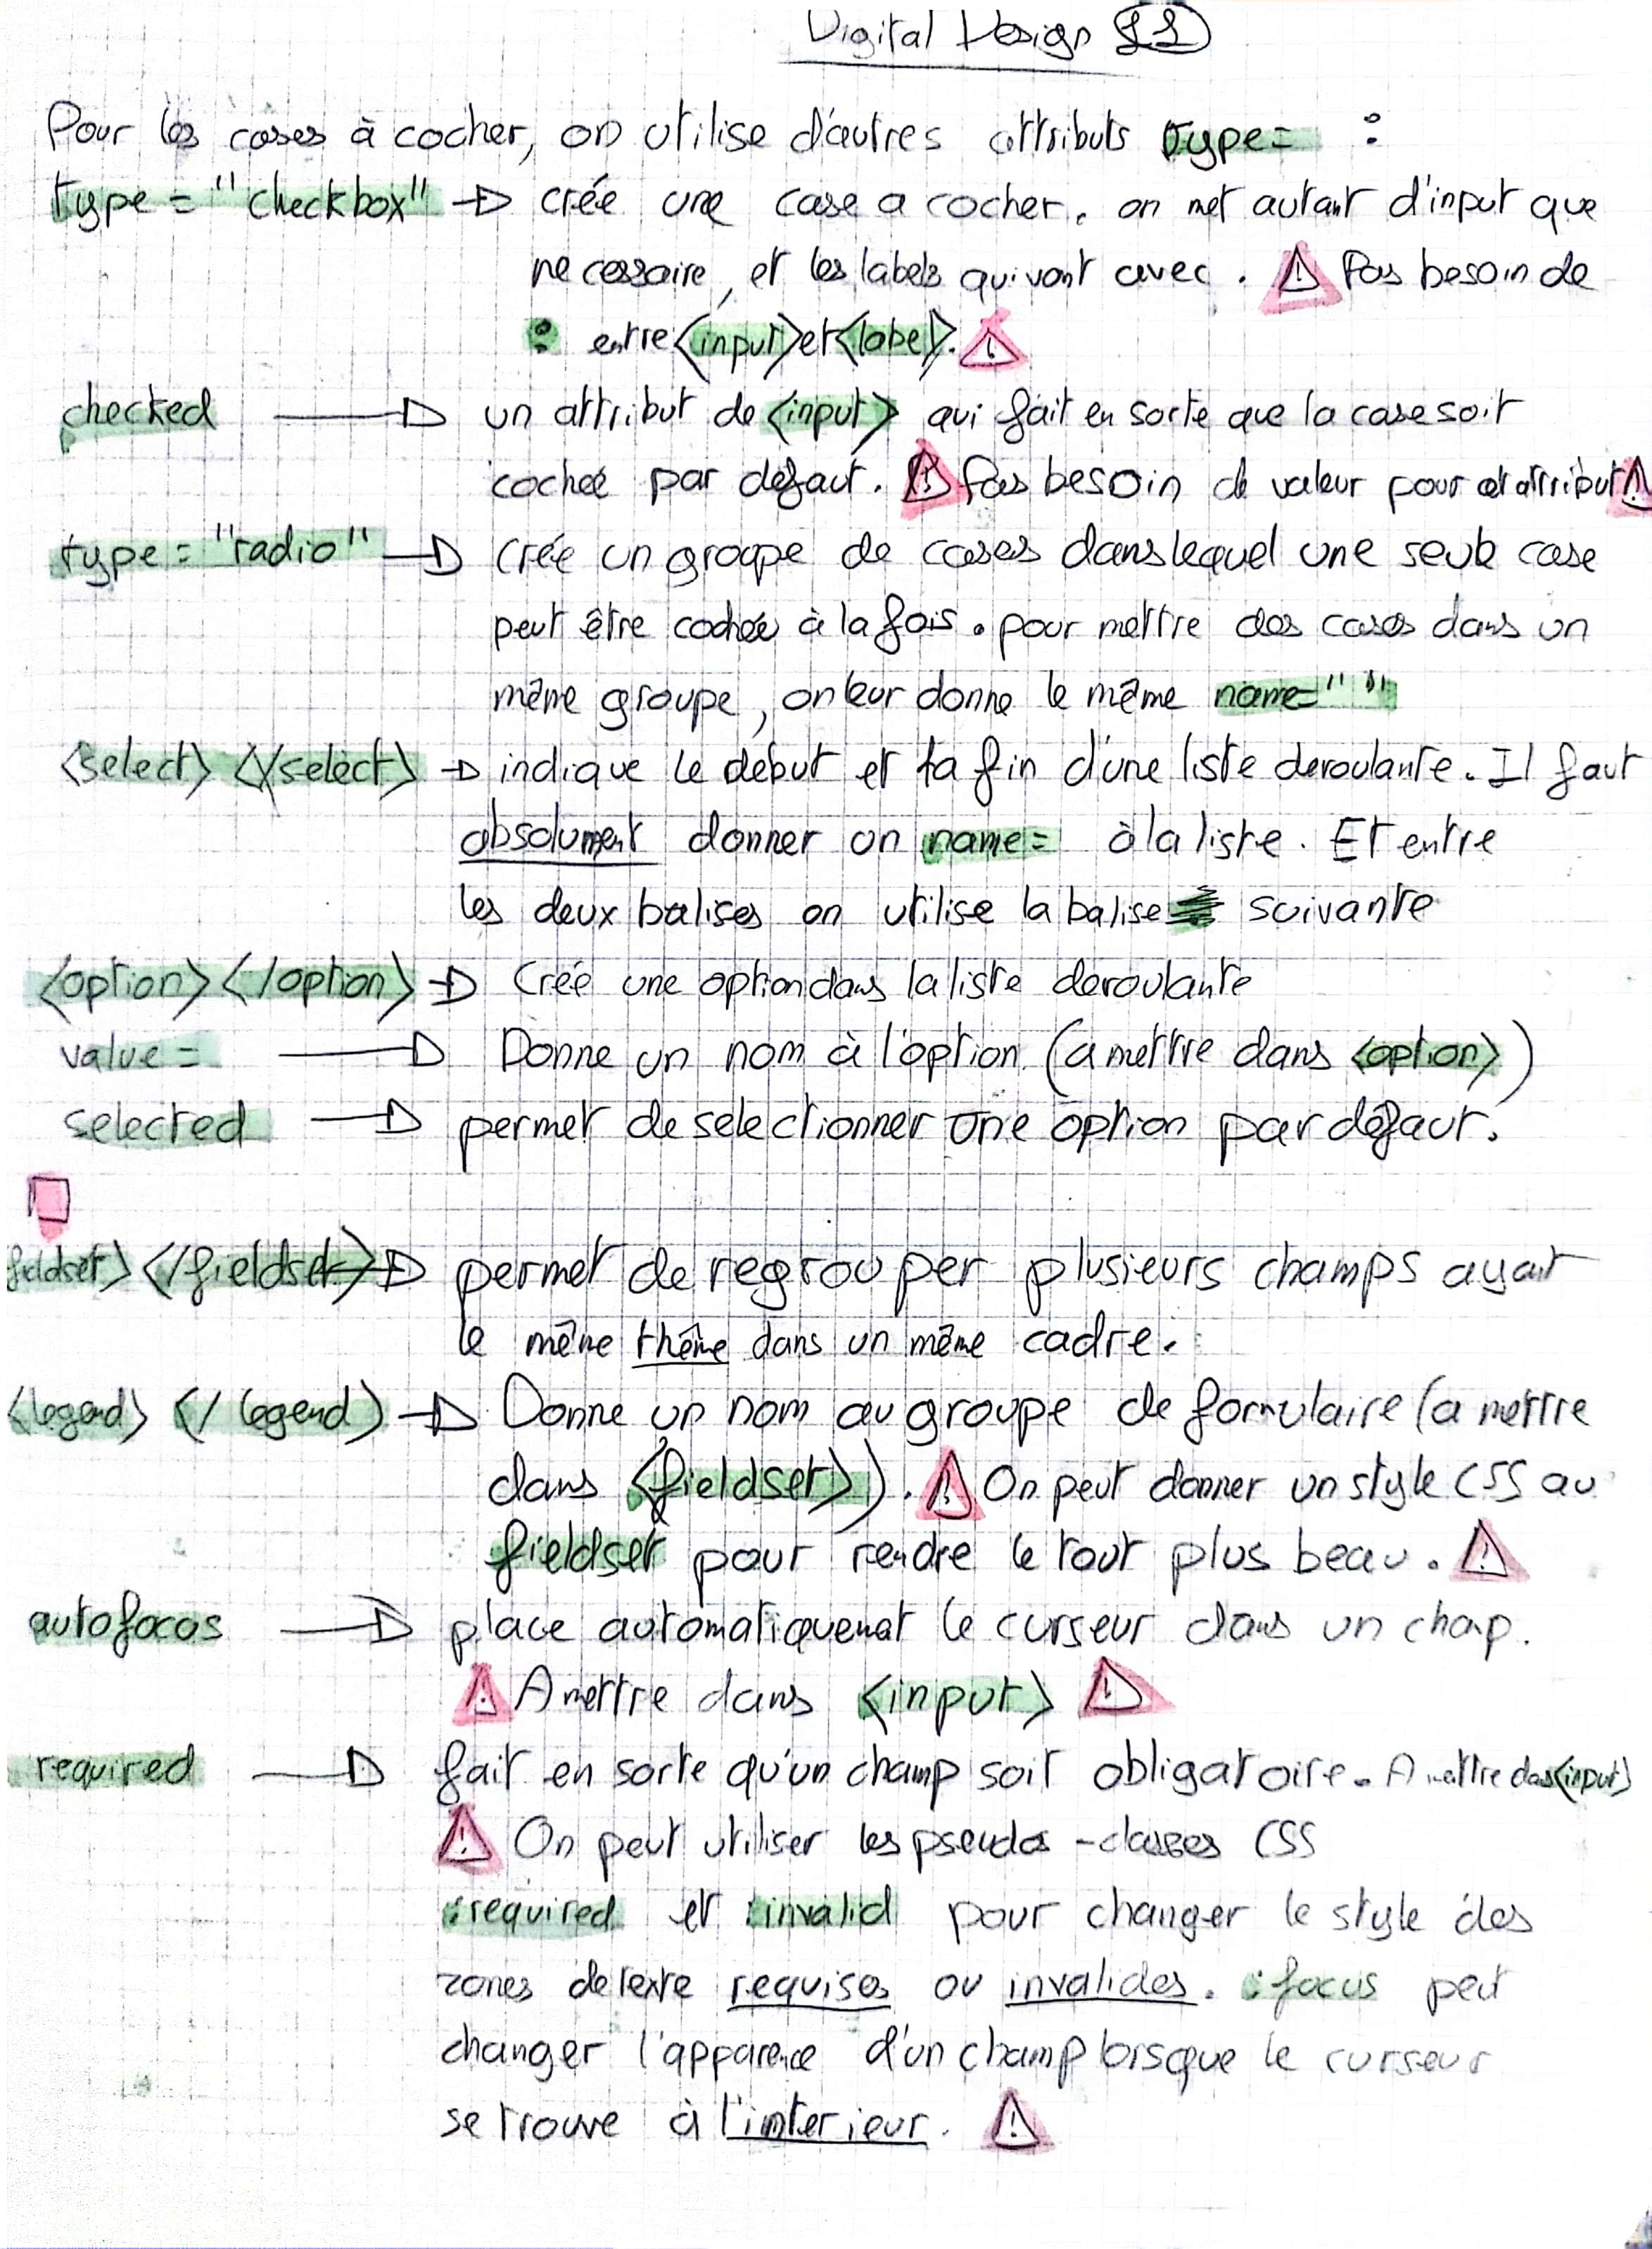 Digital Design 11
Pour les cases à cocher, on utilise d'autres attributs type= :
type = "checkbox" → crée une case a cocher. on met autant d'input que
necessaire, et les labels qui vont avec. ⚠ Pas besoin de
: entre <input> et <label>. ⚠
checked → un attribut de <input> qui fait en sorte que la case soit
cochée par defaut. ⚠ Pas besoin de valeur pour cet attribut ⚠
type = "radio" → Crée un groupe de cases dans lequel une seule case
peut être cochée à la fois. pour mettre des cases dans un
même groupe, on leur donne le même name=" "
<select> </select> → indique le debut et la fin d'une liste deroulante. Il faut
absolument donner un name= à la liste. Et entre
les deux balises on utilise la balise suivante
<option> </option> → Crée une option dans la liste deroulante
value = → Donne un nom à l'option (a mettre dans <option>)
selected → permet de selectionner une option par defaut.
fieldset> </fieldset> → permet de regrouper plusieurs champs ayant
le même thême dans un même cadre.
<legend> </legend> → Donne un nom au groupe de formulaire (a mettre
dans <fieldset>). ⚠ On peut donner un style CSS au
fieldset pour rendre le tout plus beau. ⚠
autofocus → place automatiquemat le curseur dans un chap.
⚠ A mettre dans <input> ⚠
required → fait en sorte qu'un champ soit obligatoire. A mettre das <input>
⚠ On peut utiliser les pseudo-classes CSS
:required et :invalid pour changer le style des
zones de texte requises ou invalides. :focus peut
changer l'apparence d'un champ lorsque le curseur
se trouve à l'interieur. ⚠